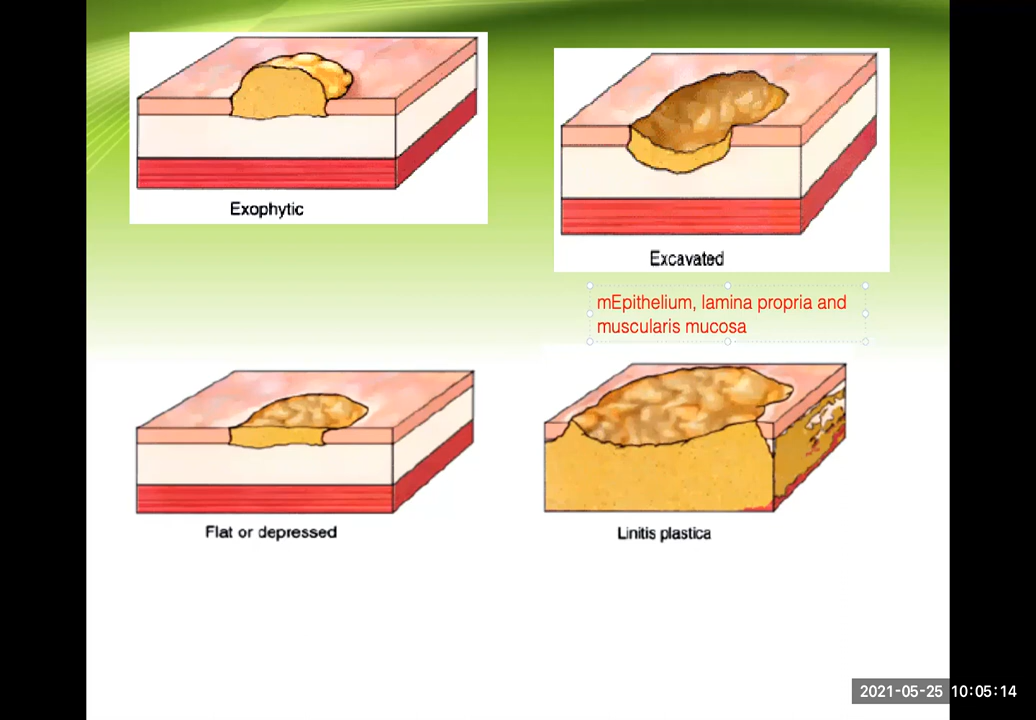 Exophytic
Excavated
mEpithelium, lamina propria and
muscularis mucosa
Flat or depressed
Linitis plastica
2021-05-25 10:05:14